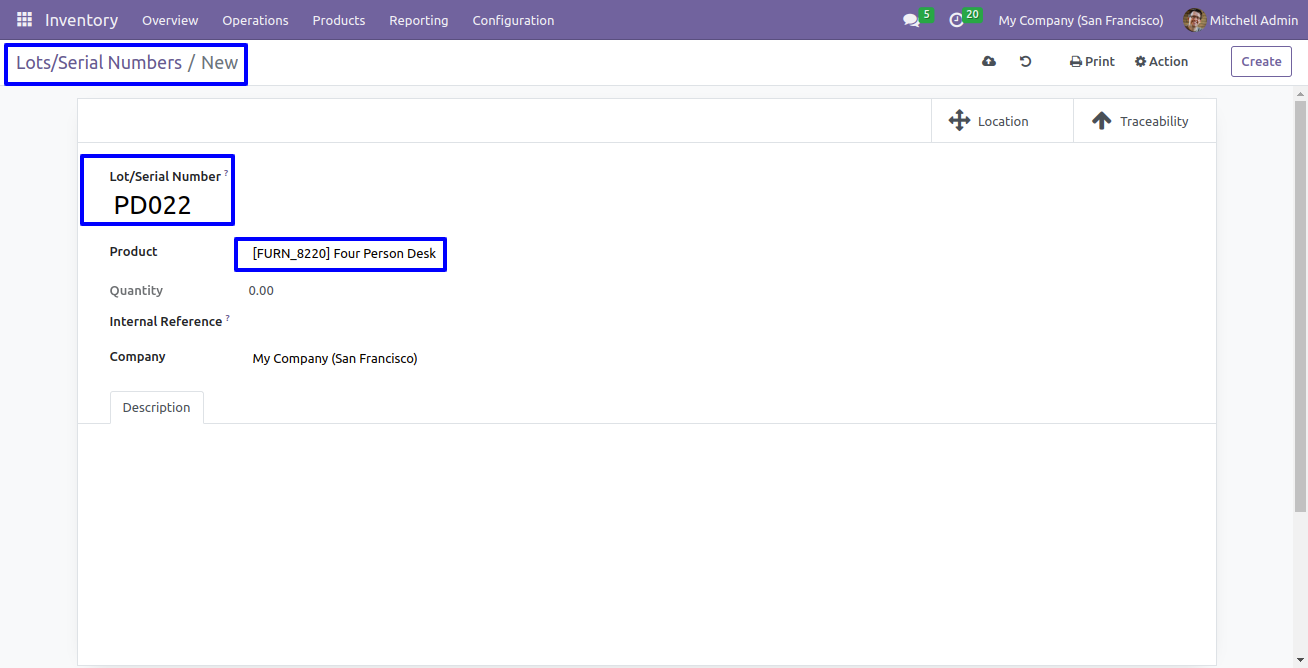 Inventory Overview Operations Products Reporting Configuration 5 20 My Company (San Francisco) Mitchell Admin
Lots/Serial Numbers / New Print Action Create
Location Traceability
Lot/Serial Number ?
PD022
Product [FURN_8220] Four Person Desk
Quantity 0.00
Internal Reference ?
Company My Company (San Francisco)
Description